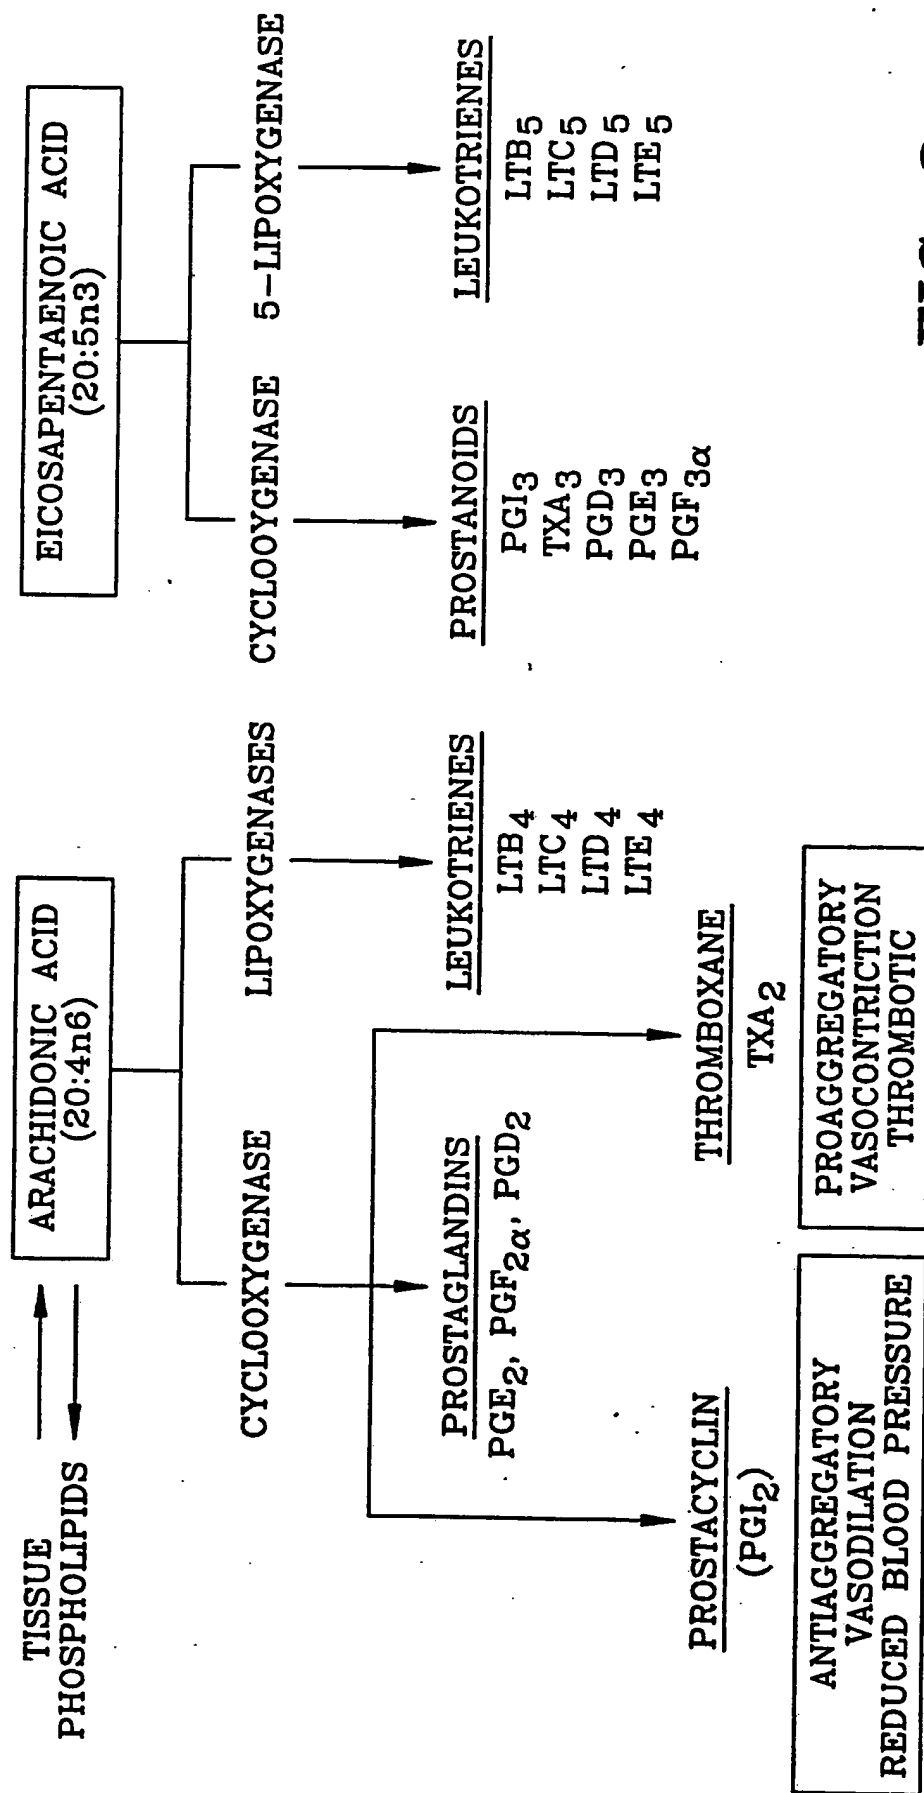 TISSUE
PHOSPHOLIPIDS
ARACHIDONIC ACID
(20:4n6)
CYCLOOXYGENASE
LIPOXYGENASES
PROSTAGLANDINS
PGE2, PGF2α, PGD2
LEUKOTRIENES
LTB4
LTC4
LTD4
LTE4
PROSTACYCLIN
(PGI2)
THROMBOXANE
TXA2
ANTIAGGREGATORY
VASODILATION
REDUCED BLOOD PRESSURE
PROAGGREGATORY
VASOCONTRICTION
THROMBOTIC
EICOSAPENTAENOIC ACID
(20:5n3)
CYCLOOYGENASE
5-LIPOXYGENASE
PROSTANOIDS
PGI3
TXA3
PGD3
PGE3
PGF3α
LEUKOTRIENES
LTB5
LTC5
LTD5
LTE5